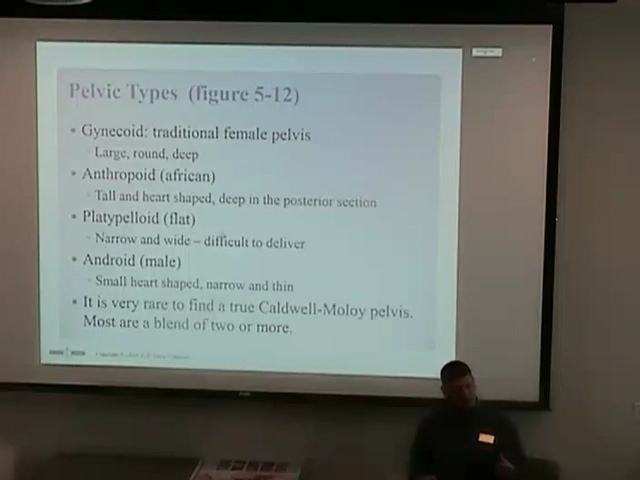 Pelvic Types (figure 5-12)
Gynecoid: traditional female pelvis
Large, round, deep
Anthropoid (african)
Tall and heart shaped, deep in the posterior section
Platypelloid (flat)
Narrow and wide – difficult to deliver
Android (male)
Small heart shaped, narrow and thin
It is very rare to find a true Caldwell-Moloy pelvis.
Most are a blend of two or more.